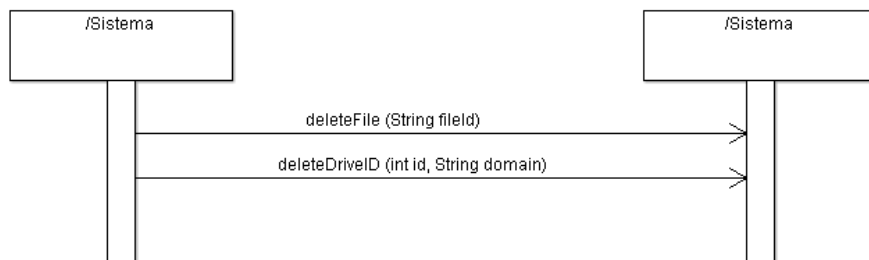 /Sistema
/Sistema
deleteFile (String fileId)
deleteDriveID (int id, String domain)